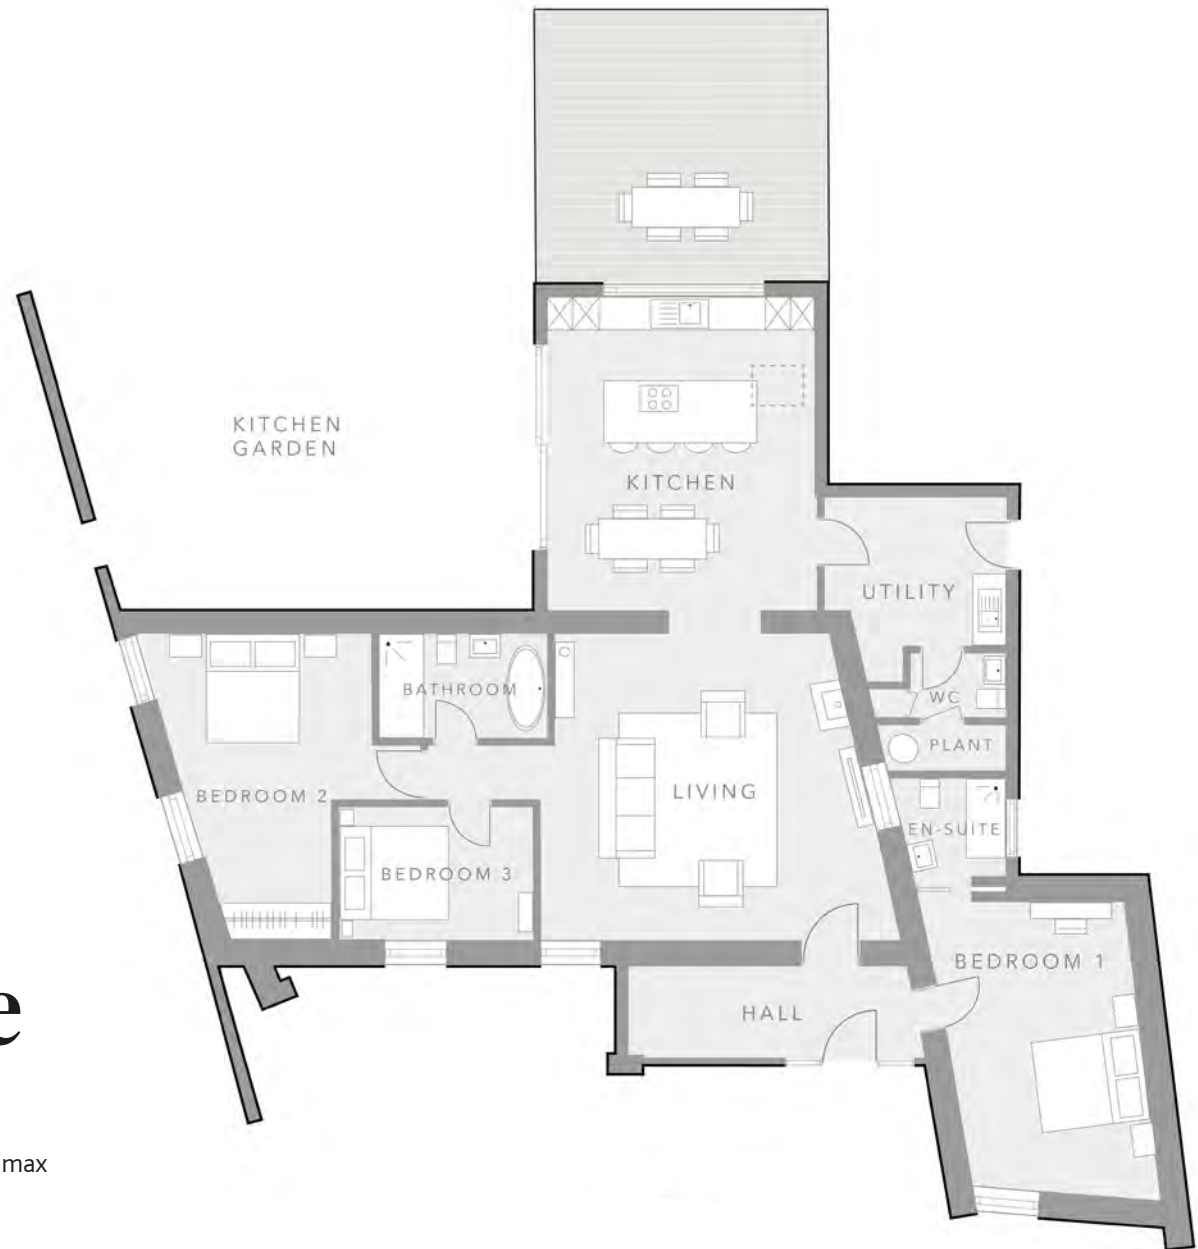 KITCHEN
GARDEN
KITCHEN
UTILITY
BATHROOM
WC
PLANT
BEDROOM 2
LIVING
EN-SUITE
BEDROOM 3
BEDROOM 1
HALL
e
max